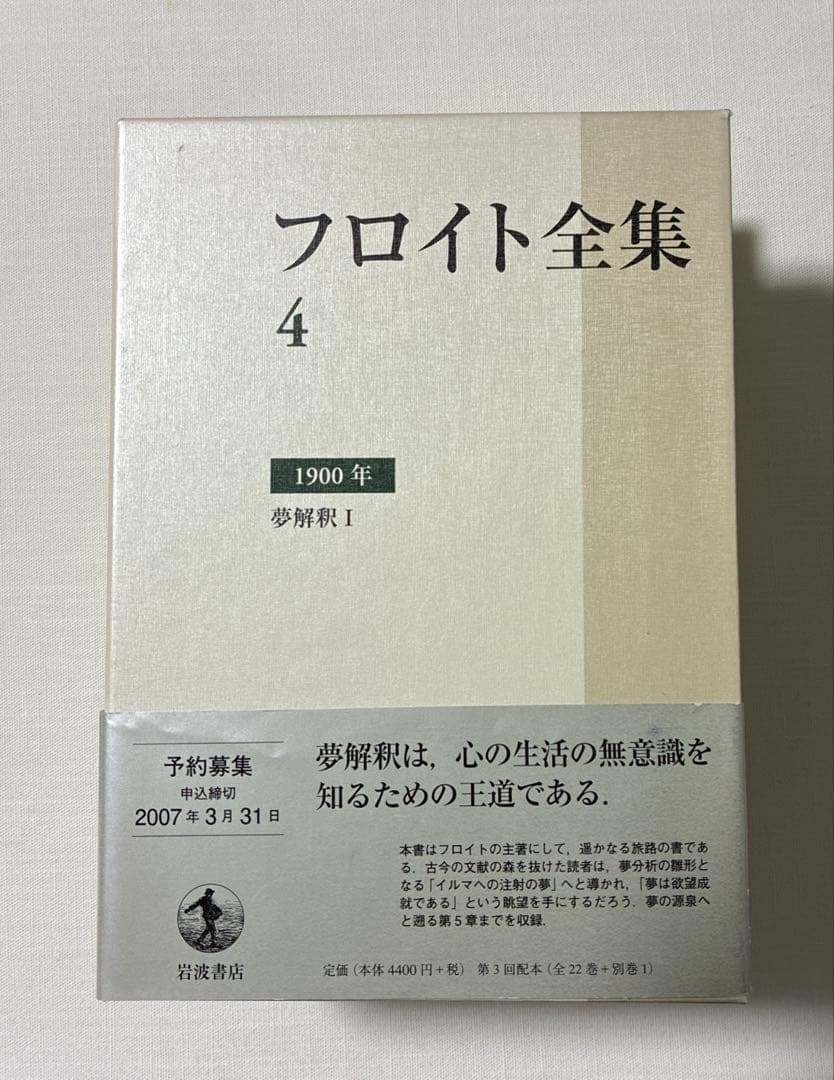 フロイト全集
4
1900年
夢解釈 I
予約募集
申込締切
2007年3月31日
岩波書店
夢解釈は，心の生活の無意識を
知るための王道である．
本書はフロイトの主著にして，遥かなる旅路の書であ
る．古今の文献の森を抜けた読者は，夢分析の雛形と
なる「イルマへの注射の夢」へと導かれ，「夢は欲望成
就である」という眺望を手にするだろう．夢の源泉へ
と遡る第5章までを収録．
定価（本体4400円＋税） 第3回配本（全22巻＋別巻1）